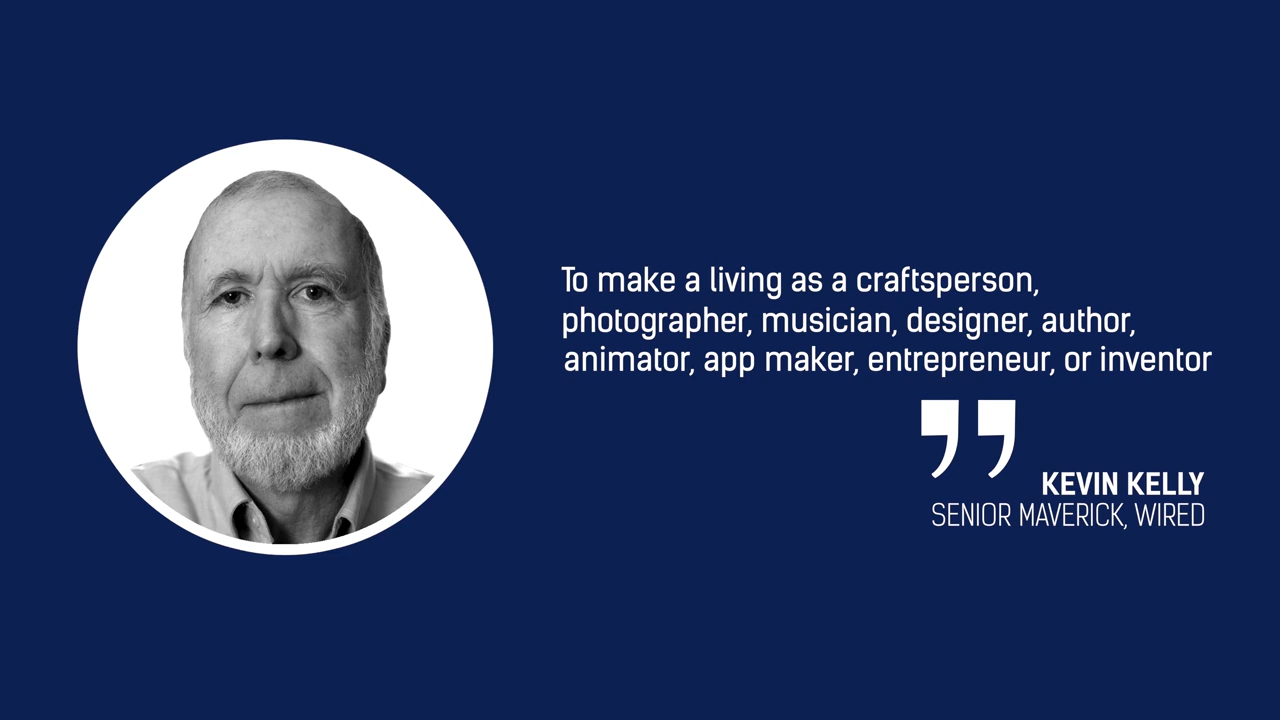 To make a living as a craftsperson,
photographer, musician, designer, author,
animator, app maker, entrepreneur, or inventor
”
KEVIN KELLY
SENIOR MAVERICK, WIRED